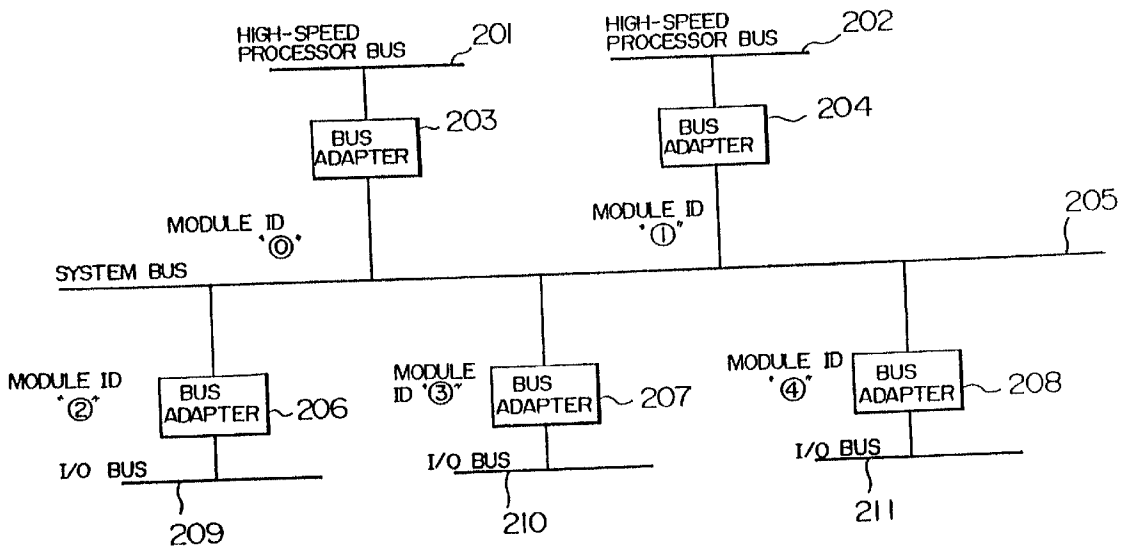 HIGH-SPEED
PROCESSOR BUS
201
HIGH-SPEED
PROCESSOR BUS
202
BUS
ADAPTER
203
BUS
ADAPTER
204
MODULE ID
"⓪"
MODULE ID
"①"
205
SYSTEM BUS
MODULE ID
"②"
BUS
ADAPTER
206
MODULE
ID "③"
BUS
ADAPTER
207
MODULE ID
"④"
BUS
ADAPTER
208
I/O BUS
209
I/O BUS
210
I/O BUS
211